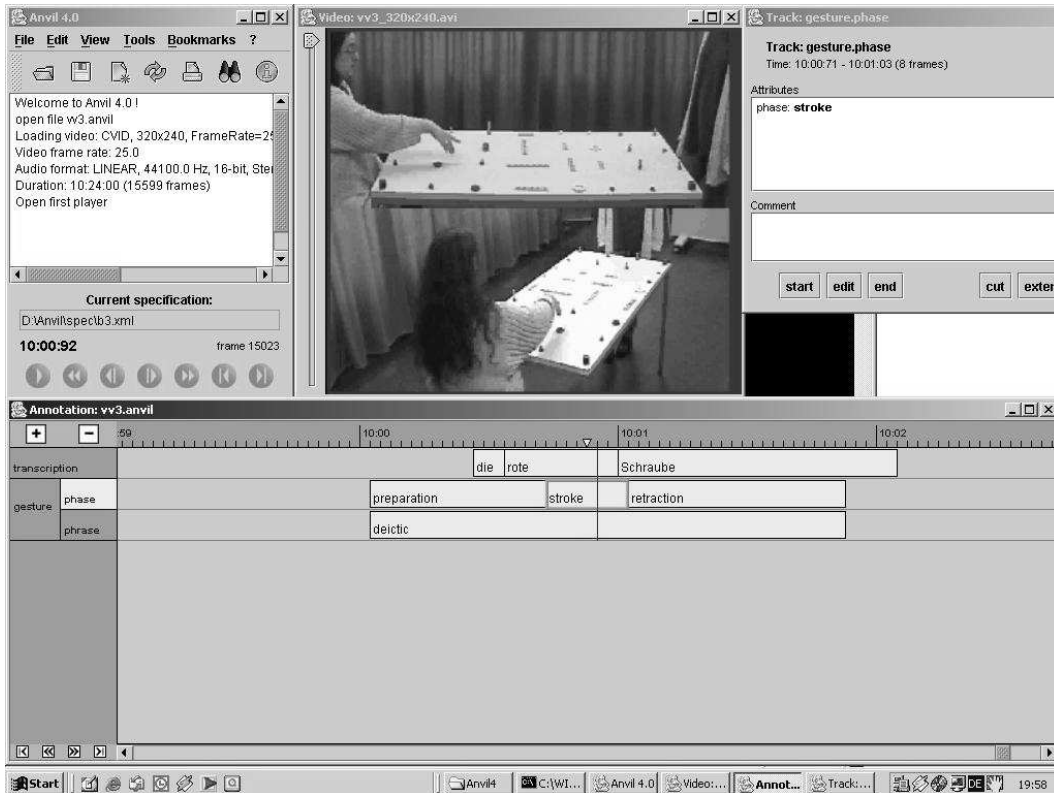 Anvil 4.0
File Edit View Tools Bookmarks ?
Welcome to Anvil 4.0 !
open file vv3.anvil
Loading video: CVID, 320x240, FrameRate=25
Video frame rate: 25.0
Audio format: LINEAR, 44100.0 Hz, 16-bit, Ste
Duration: 10:24:00 (15599 frames)
Open first player
Current specification:
D:\Anvil\spec\b3.xml
10:00:92 frame 15023
Video: vv3_320x240.avi
Track: gesture.phase
Track: gesture.phase
Time: 10:00:71 - 10:01:03 (8 frames)
Attributes
phase: stroke
Comment
start edit end cut exten
Annotation: vv3.anvil
+ - :59 10:00 10:01 10:02
transcription die rote Schraube
gesture phase preparation stroke retraction
phrase deictic
Start Anvil4 C:\WI... Anvil 4.0 Video:... Annot... Track:... DE 19:58